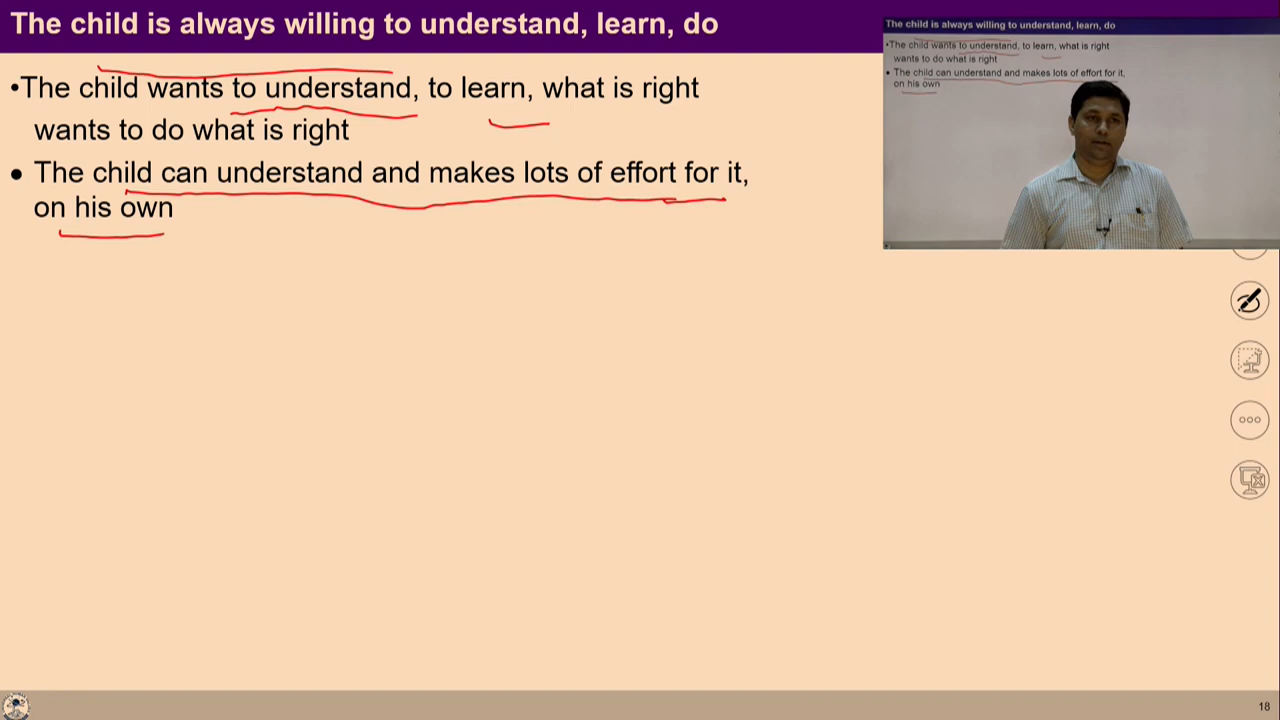 The child is always willing to understand, learn, do
•The child wants to understand, to learn, what is right
wants to do what is right
• The child can understand and makes lots of effort for it,
on his own
The child is always willing to understand, learn, do
•The child wants to understand, to learn, what is right
wants to do what is right
• The child can understand and makes lots of effort for it,
on his own
18